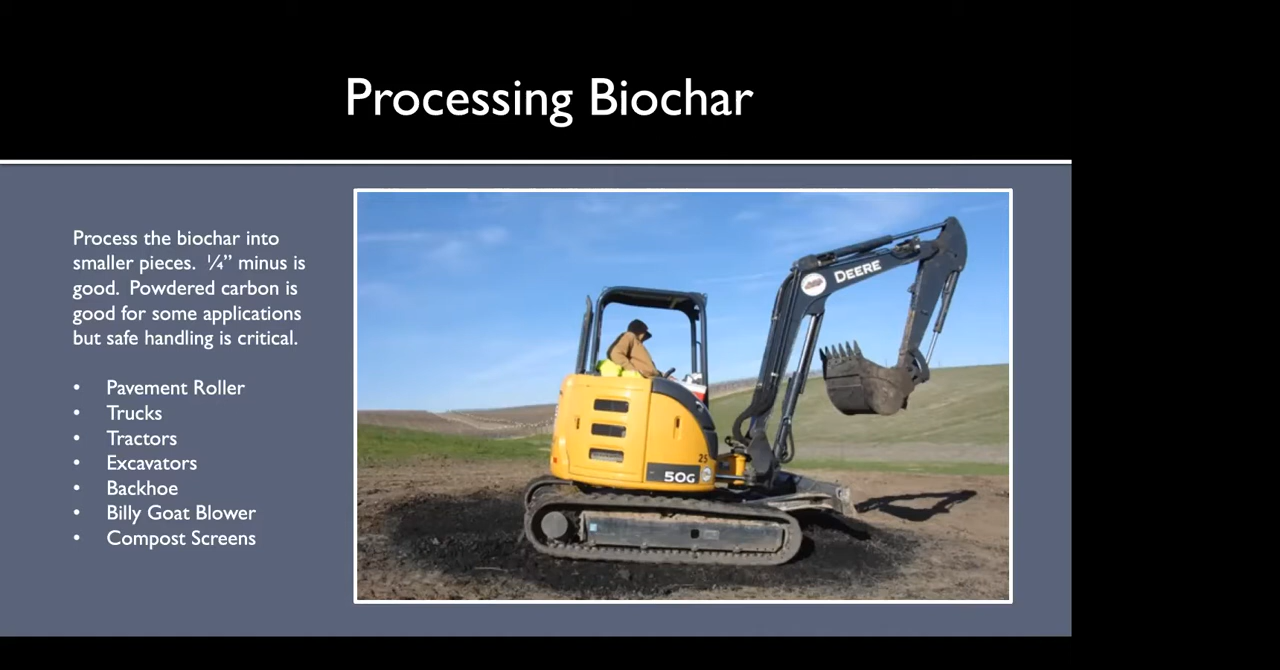 Processing Biochar
Process the biochar into
smaller pieces.  ¼” minus is
good.  Powdered carbon is
good for some applications
but safe handling is critical.
• Pavement Roller
• Trucks
• Tractors
• Excavators
• Backhoe
• Billy Goat Blower
• Compost Screens
DEERE
25
50G